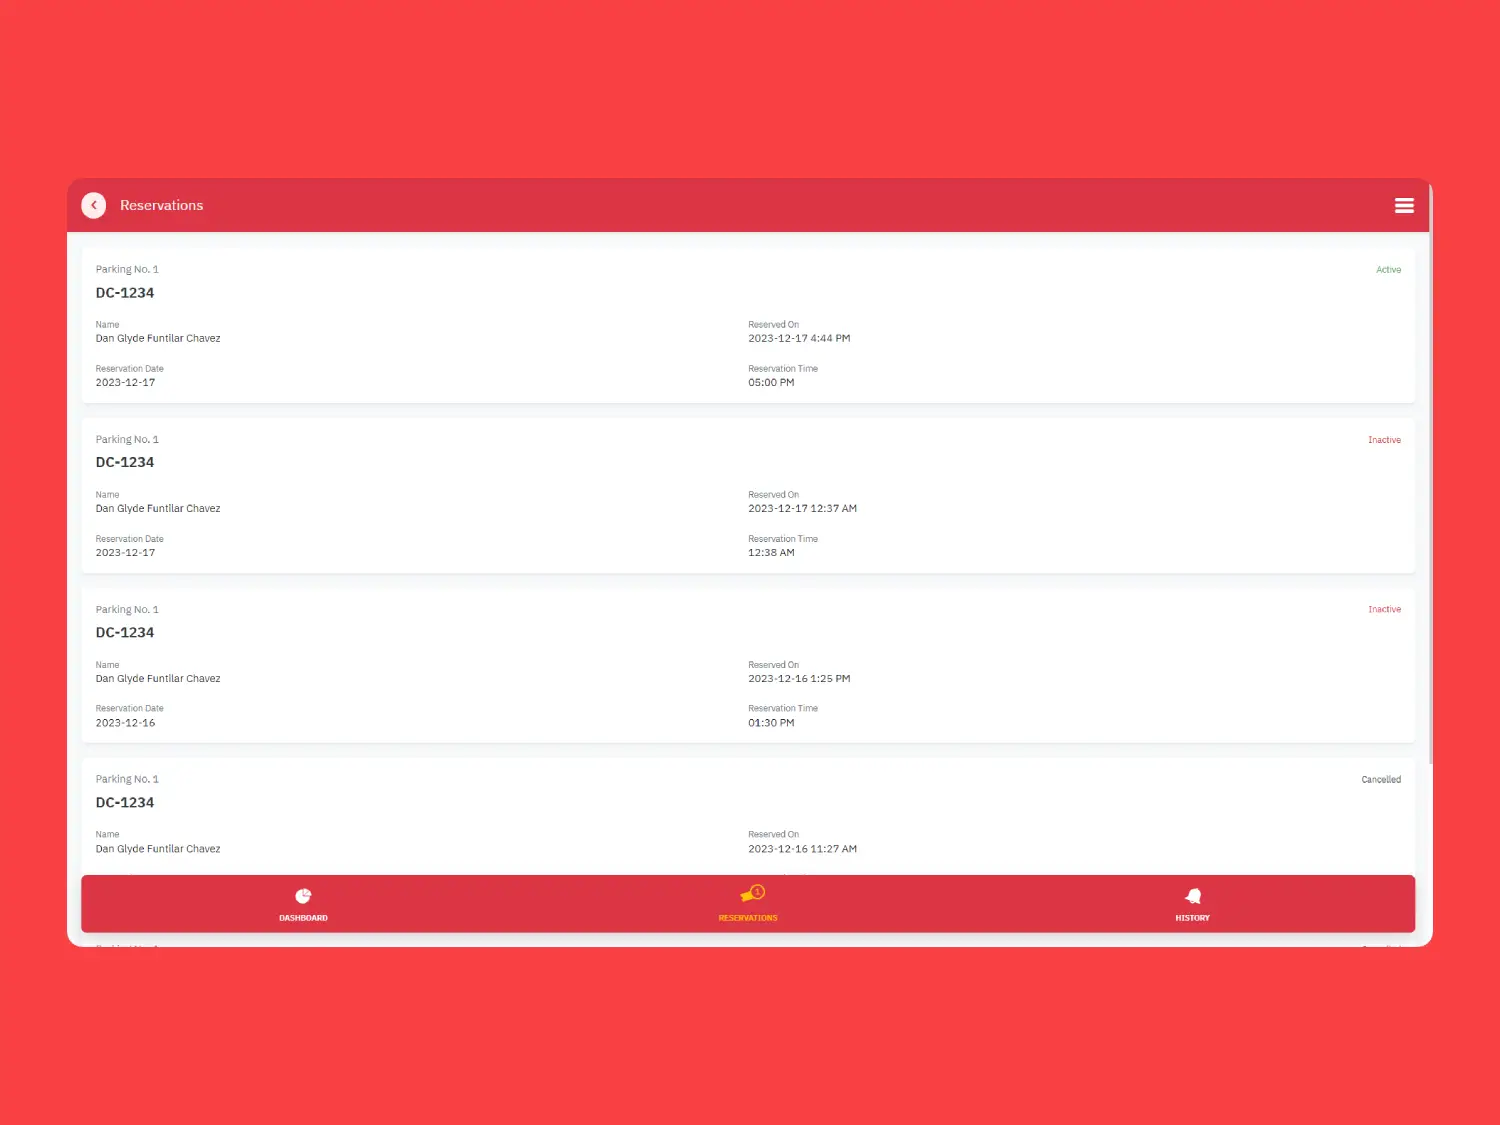 Reservations
Parking No. 1
Active
DC-1234
Name
Reserved On
Dan Glyde Funtilar Chavez
2023-12-17 4:44 PM
Reservation Date
Reservation Time
2023-12-17
05:00 PM
Parking No. 1
Inactive
DC-1234
Name
Reserved On
Dan Glyde Funtilar Chavez
2023-12-17 12:37 AM
Reservation Date
Reservation Time
2023-12-17
12:38 AM
Parking No. 1
Inactive
DC-1234
Name
Reserved On
Dan Glyde Funtilar Chavez
2023-12-16 1:25 PM
Reservation Date
Reservation Time
2023-12-16
01:30 PM
Parking No. 1
Cancelled
DC-1234
Name
Reserved On
Dan Glyde Funtilar Chavez
2023-12-16 11:27 AM
1
DASHBOARD
RESERVATIONS
HISTORY